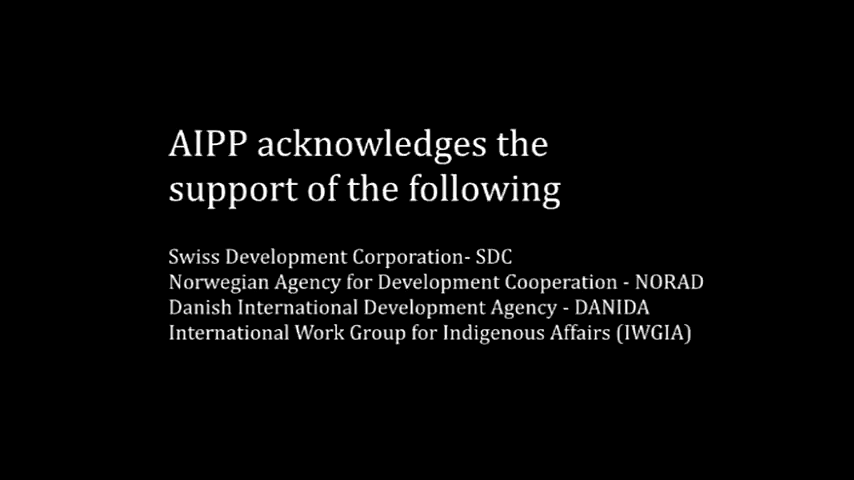 AIPP acknowledges the
support of the following
Swiss Development Corporation- SDC
Norwegian Agency for Development Cooperation - NORAD
Danish International Development Agency - DANIDA
International Work Group for Indigenous Affairs (IWGIA)